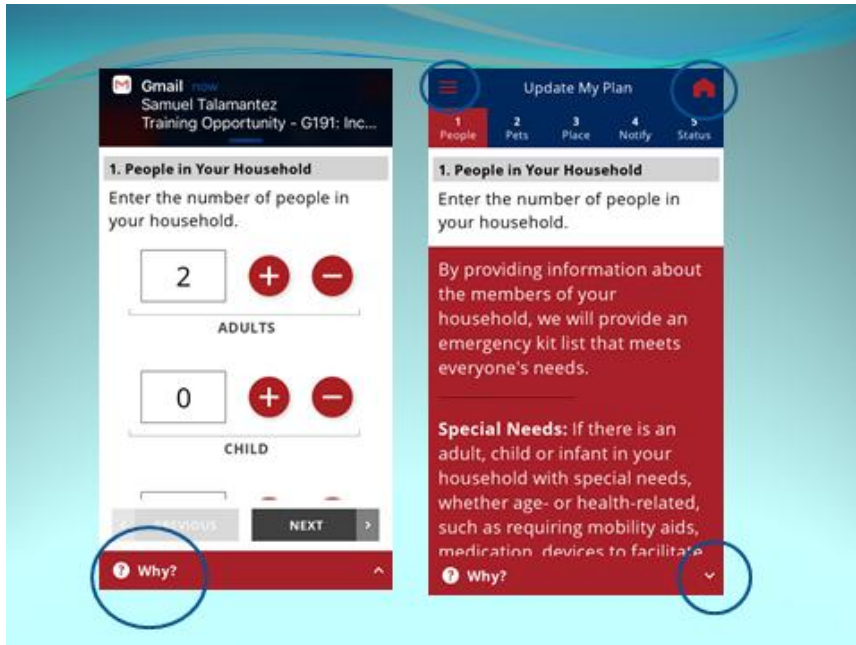 Gmail now
Samuel Talamantez
Training Opportunity - G191: Inc...
1. People in Your Household
Enter the number of people in
your household.
2
ADULTS
0
CHILD
PREVIOUS
NEXT
Why?
Update My Plan
1 2 3 4 5
People Pets Place Notify Status
1. People in Your Household
Enter the number of people in
your household.
By providing information about
the members of your
household, we will provide an
emergency kit list that meets
everyone's needs.
Special Needs: If there is an
adult, child or infant in your
household with special needs,
whether age- or health-related,
such as requiring mobility aids,
medication, devices to facilitate
Why?